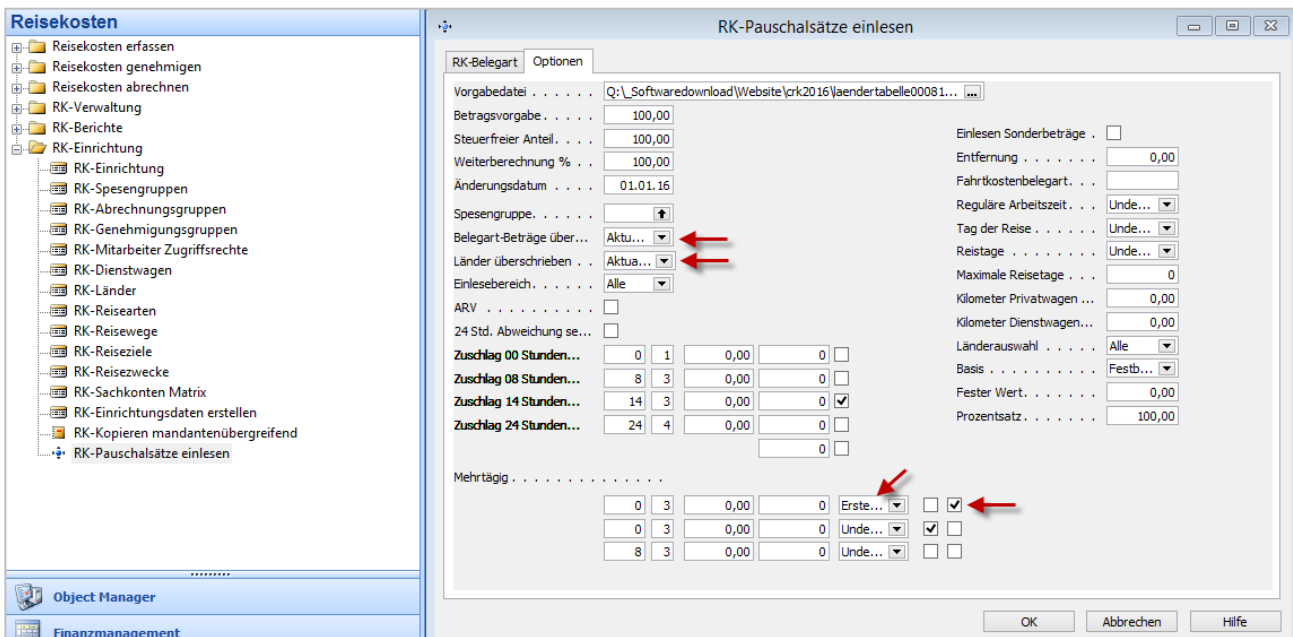 Reisekosten
Reisekosten erfassen
Reisekosten genehmigen
Reisekosten abrechnen
RK-Verwaltung
RK-Berichte
RK-Einrichtung
RK-Einrichtung
RK-Spesengruppen
RK-Abrechnungsgruppen
RK-Genehmigungsgruppen
RK-Mitarbeiter Zugriffsrechte
RK-Dienstwagen
RK-Länder
RK-Reisearten
RK-Reisewege
RK-Reiseziele
RK-Reisezwecke
RK-Sachkonten Matrix
RK-Einrichtungsdaten erstellen
RK-Kopieren mandantenübergreifend
RK-Pauschalsätze einlesen
Object Manager
Finanzmanagement
RK-Pauschalsätze einlesen
RK-Belegart Optionen
Vorgabedatei . . . . . . Q:\_Softwaredownload\Website\crk2016\laendertabelle00081... ...
Betragsvorgabe . . . . . 100,00
Steuerfreier Anteil. . . . 100,00
Weiterberechnung % . . 100,00
Änderungsdatum . . . . 01.01.16
Spesengruppe. . . . . .
Belegart-Beträge über... Aktu...
Länder überschrieben . . Aktua...
Einlesebereich. . . . . . Alle
ARV . . . . . . . . . .
24 Std. Abweichung se...
Zuschlag 00 Stunden... 0 1 0,00 0
Zuschlag 08 Stunden... 8 3 0,00 0
Zuschlag 14 Stunden... 14 3 0,00 0
Zuschlag 24 Stunden... 24 4 0,00 0
0
Mehrtägig . . . . . . . . . . . . . . .
0 3 0,00 0 Erste...
0 3 0,00 0 Unde...
8 3 0,00 0 Unde...
Einlesen Sonderbeträge .
Entfernung . . . . . . . 0,00
Fahrtkostenbelegart. . .
Reguläre Arbeitszeit. . . Unde...
Tag der Reise . . . . . . Unde...
Reistage . . . . . . . . Unde...
Maximale Reisetage . . . 0
Kilometer Privatwagen ... 0,00
Kilometer Dienstwagen... 0,00
Länderauswahl . . . . . Alle
Basis . . . . . . . . . . Festb...
Fester Wert. . . . . . . 0,00
Prozentsatz. . . . . . . 100,00
OK Abbrechen Hilfe